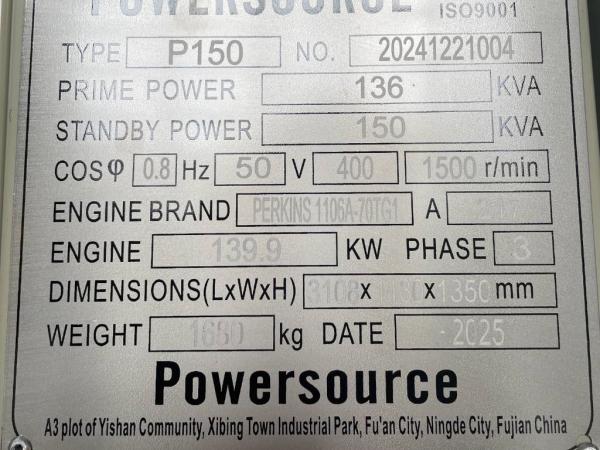 POWERSOURCE ISO9001
TYPE P150 NO. 20241221004
PRIME POWER 136 KVA
STANDBY POWER 150 KVA
COSφ 0.8 Hz 50 V 400 1500 r/min
ENGINE BRAND PERKINS 1106A-70TG1 A
ENGINE 139.9 KW PHASE 3
DIMENSIONS(LxWxH) 3108 x x 1350 mm
WEIGHT 1680 kg DATE -2025
Powersource
A3 plot of Yishan Community, Xibing Town Industrial Park, Fu'an City, Ningde City, Fujian China